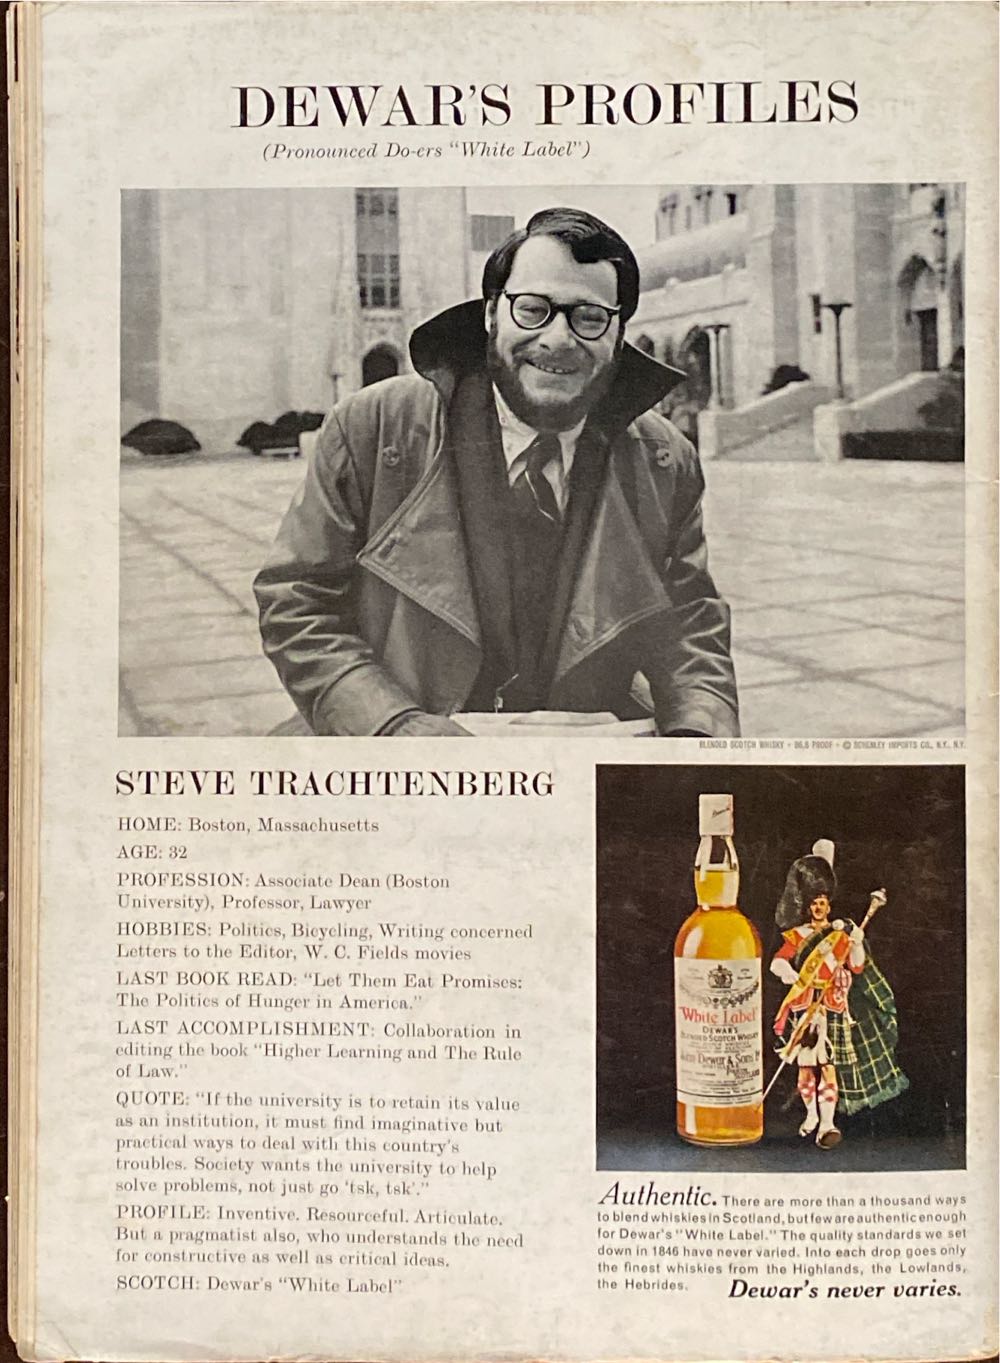 DEWAR'S PROFILES
(Pronounced Do-ers "White Label")
BLENDED SCOTCH WHISKY • 86.8 PROOF • © SCHENLEY IMPORTS CO., N.Y., N.Y.
STEVE TRACHTENBERG
HOME: Boston, Massachusetts
AGE: 32
PROFESSION: Associate Dean (Boston
University), Professor, Lawyer
HOBBIES: Politics, Bicycling, Writing concerned
Letters to the Editor, W. C. Fields movies
LAST BOOK READ: "Let Them Eat Promises:
The Politics of Hunger in America."
LAST ACCOMPLISHMENT: Collaboration in
editing the book "Higher Learning and The Rule
of Law."
QUOTE: "If the university is to retain its value
as an institution, it must find imaginative but
practical ways to deal with this country's
troubles. Society wants the university to help
solve problems, not just go 'tsk, tsk'."
PROFILE: Inventive. Resourceful. Articulate.
But a pragmatist also, who understands the need
for constructive as well as critical ideas.
SCOTCH: Dewar's "White Label"
"White Label"
DEWAR'S
BLENDED SCOTCH WHISKY
John Dewar & Sons Ltd
Authentic. There are more than a thousand ways
to blend whiskies in Scotland, but few are authentic enough
for Dewar's "White Label." The quality standards we set
down in 1846 have never varied. Into each drop goes only
the finest whiskies from the Highlands, the Lowlands,
the Hebrides. Dewar's never varies.